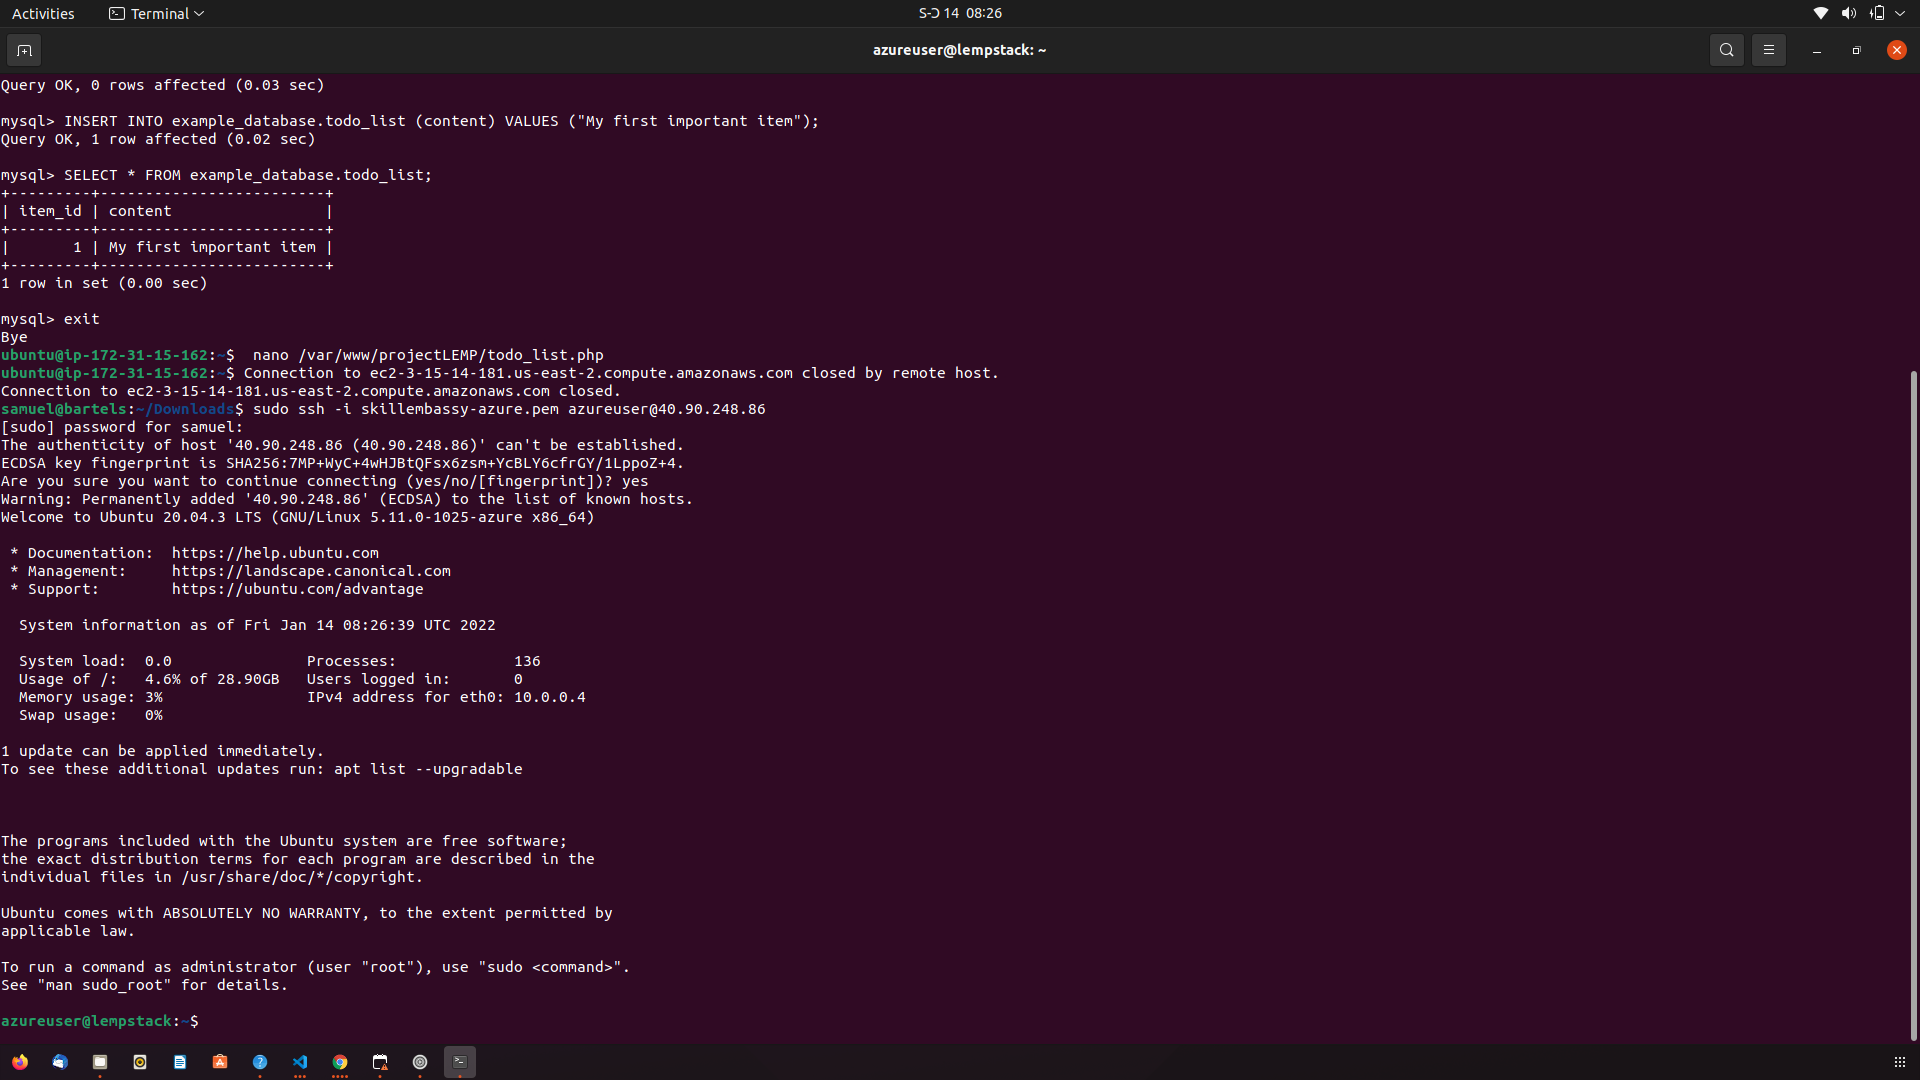 Activities
Terminal
S-Ɔ 14 08:26
azureuser@lempstack: ~
Query OK, 0 rows affected (0.03 sec)
mysql> INSERT INTO example_database.todo_list (content) VALUES ("My first important item");
Query OK, 1 row affected (0.02 sec)
mysql> SELECT * FROM example_database.todo_list;
+---------+-------------------------+
| item_id | content                 |
+---------+-------------------------+
|       1 | My first important item |
+---------+-------------------------+
1 row in set (0.00 sec)
mysql> exit
Bye
ubuntu@ip-172-31-15-162:~$  nano /var/www/projectLEMP/todo_list.php
ubuntu@ip-172-31-15-162:~$ Connection to ec2-3-15-14-181.us-east-2.compute.amazonaws.com closed by remote host.
Connection to ec2-3-15-14-181.us-east-2.compute.amazonaws.com closed.
samuel@bartels:~/Downloads$ sudo ssh -i skillembassy-azure.pem azureuser@40.90.248.86
[sudo] password for samuel:
The authenticity of host '40.90.248.86 (40.90.248.86)' can't be established.
ECDSA key fingerprint is SHA256:7MP+WyC+4wHJBtQFsx6zsm+YcBLY6cfrGY/1LppoZ+4.
Are you sure you want to continue connecting (yes/no/[fingerprint])? yes
Warning: Permanently added '40.90.248.86' (ECDSA) to the list of known hosts.
Welcome to Ubuntu 20.04.3 LTS (GNU/Linux 5.11.0-1025-azure x86_64)
 * Documentation:  https://help.ubuntu.com
 * Management:     https://landscape.canonical.com
 * Support:        https://ubuntu.com/advantage
  System information as of Fri Jan 14 08:26:39 UTC 2022
  System load:  0.0               Processes:             136
  Usage of /:   4.6% of 28.90GB   Users logged in:       0
  Memory usage: 3%                IPv4 address for eth0: 10.0.0.4
  Swap usage:   0%
1 update can be applied immediately.
To see these additional updates run: apt list --upgradable
The programs included with the Ubuntu system are free software;
the exact distribution terms for each program are described in the
individual files in /usr/share/doc/*/copyright.
Ubuntu comes with ABSOLUTELY NO WARRANTY, to the extent permitted by
applicable law.
To run a command as administrator (user "root"), use "sudo <command>".
See "man sudo_root" for details.
azureuser@lempstack:~$